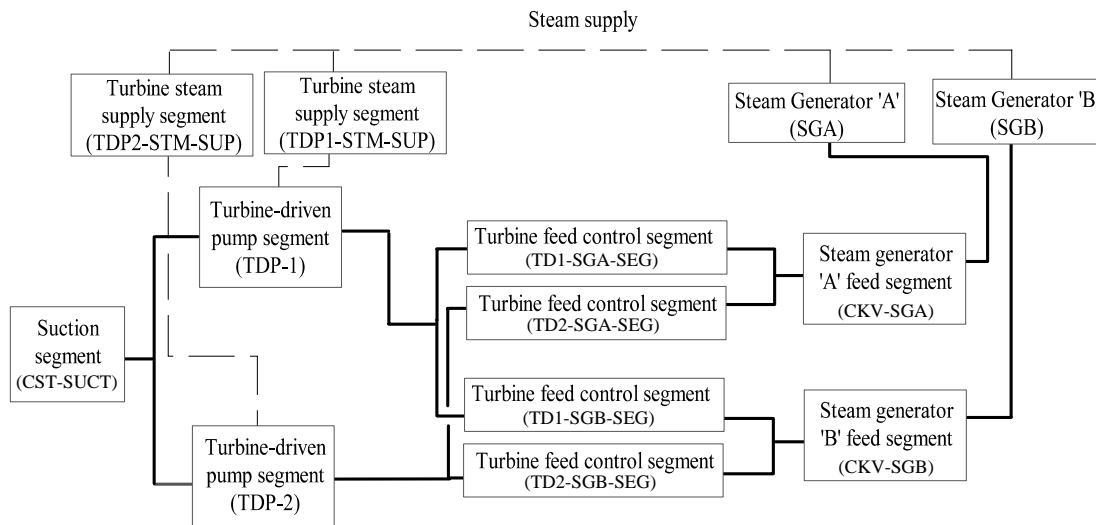 Steam supply
Turbine steam
supply segment
(TDP2-STM-SUP)
Turbine steam
supply segment
(TDP1-STM-SUP)
Steam Generator 'A'
(SGA)
Steam Generator 'B
(SGB)
Turbine-driven
pump segment
(TDP-1)
Turbine feed control segment
(TD1-SGA-SEG)
Turbine feed control segment
(TD2-SGA-SEG)
Steam generator
'A' feed segment
(CKV-SGA)
Suction
segment
(CST-SUCT)
Turbine feed control segment
(TD1-SGB-SEG)
Turbine feed control segment
(TD2-SGB-SEG)
Steam generator
'B' feed segment
(CKV-SGB)
Turbine-driven
pump segment
(TDP-2)